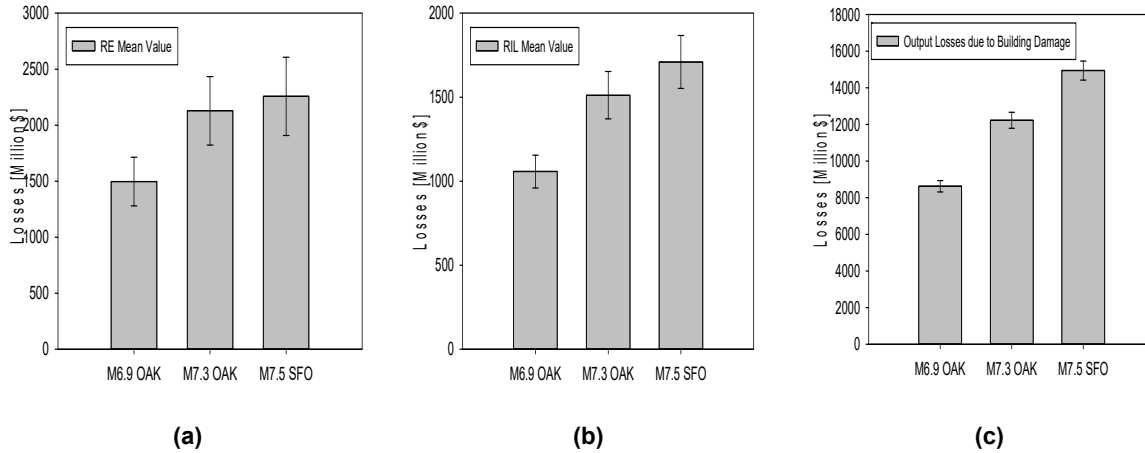 3000
2500
2000
1500
1000
500
0
Losses [Million$]
RE Mean Value
M6.9 OAK M7.3 OAK M7.5 SFO
(a)
2000
1500
1000
500
0
Losses [Million$]
RIL Mean Value
M6.9 OAK M7.3 OAK M7.5 SFO
(b)
18000
16000
14000
12000
10000
8000
6000
4000
2000
0
Losses [Million$]
Output Losses due to Building Damage
M6.9 OAK M7.3 OAK M7.5 SFO
(c)